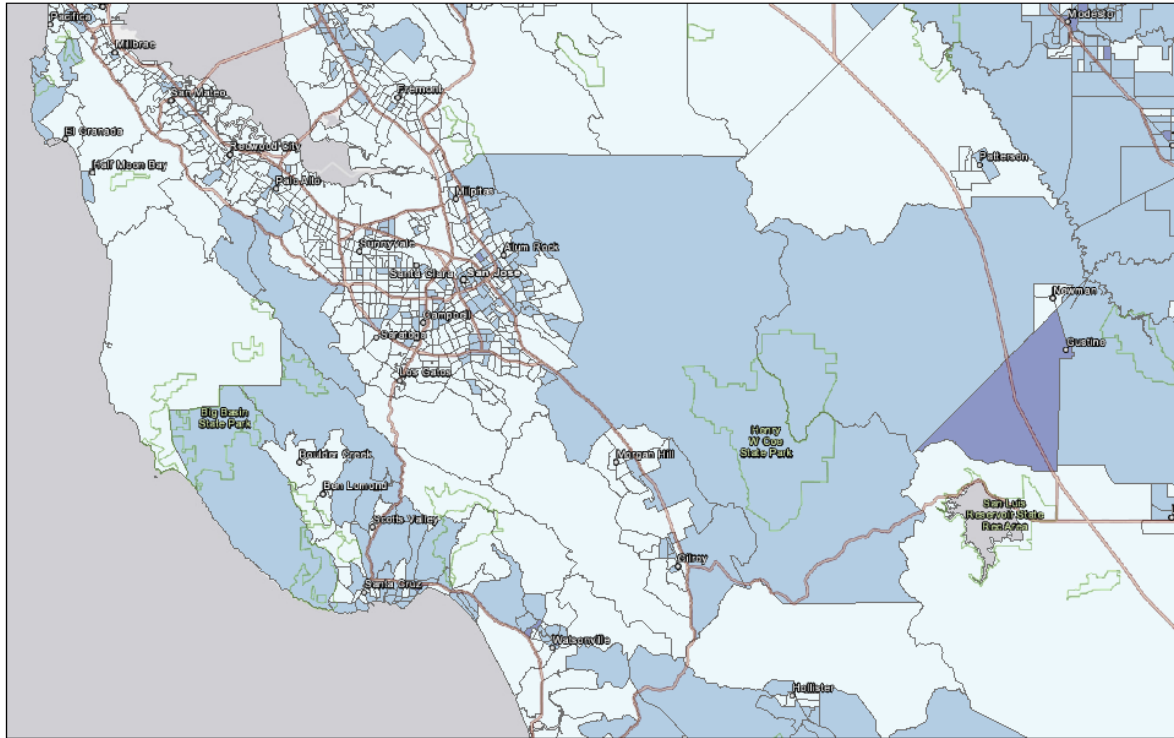 Pacifica
Millbrae
Modesto
San Mateo
Fremont
El Granada
Redwood City
Half Moon Bay
Patterson
Palo Alto
Milpitas
Sunnyvale
Alum Rock
Santa Clara
San Jose
Newman
Campbell
Saratoga
Gustine
Los Gatos
Big Basin
State Park
Henry
W Coe
State Park
Boulder Creek
Morgan Hill
Ben Lomond
San Luis
Reservoir State
Rec Area
Scotts Valley
Gilroy
Santa Cruz
Watsonville
Hollister